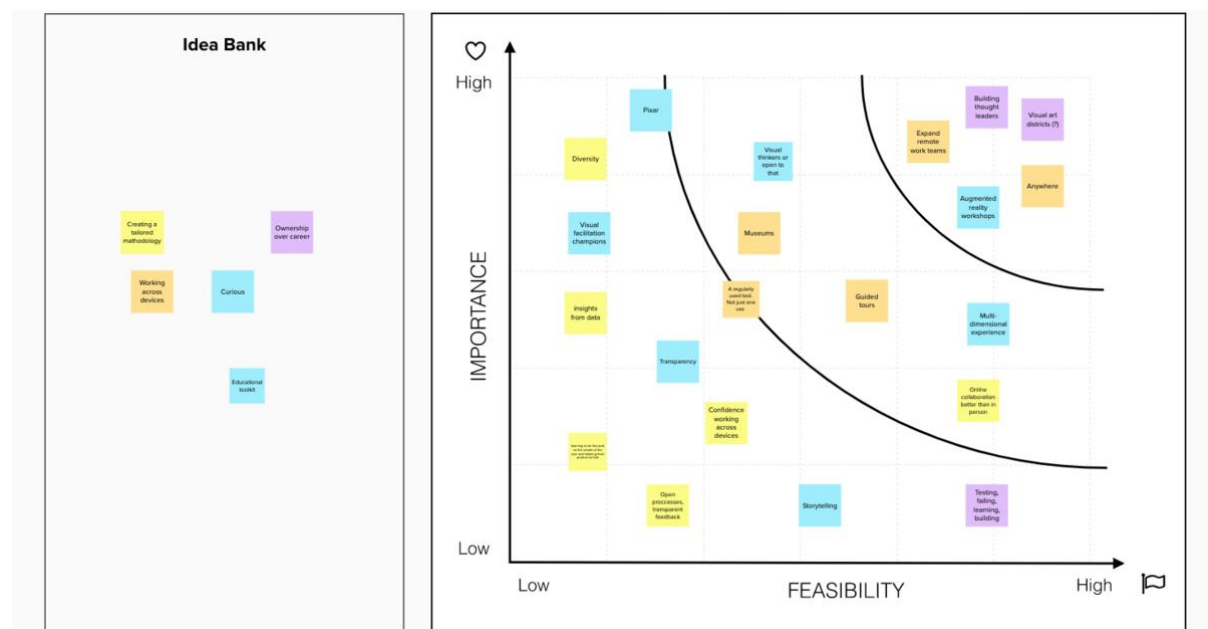 Idea Bank
Creating a
tailored
mathodology
Ownership
over career
Working
across
devices
Curious
Educational
toolkit
High
IMPORTANCE
Low
Low
FEASIBILITY
High
Pixar
Diversity
Visual
thinkers or
open to
that
Building
thought
leaders
Visual art
districts (?)
Expand
remote
work teams
Anywhere
Augmented
reality
workshops
Visual
facilitation
champions
Museums
Insights
from data
A regularly
used tool.
Not just one
use
Guided
tours
Multi-
dimensional
experience
Transparency
Confidence
working
across
devices
Online
collaboration
better than in
person
Open
proccesses,
transparent
feedback
Storytelling
Testing,
failing,
learning,
building